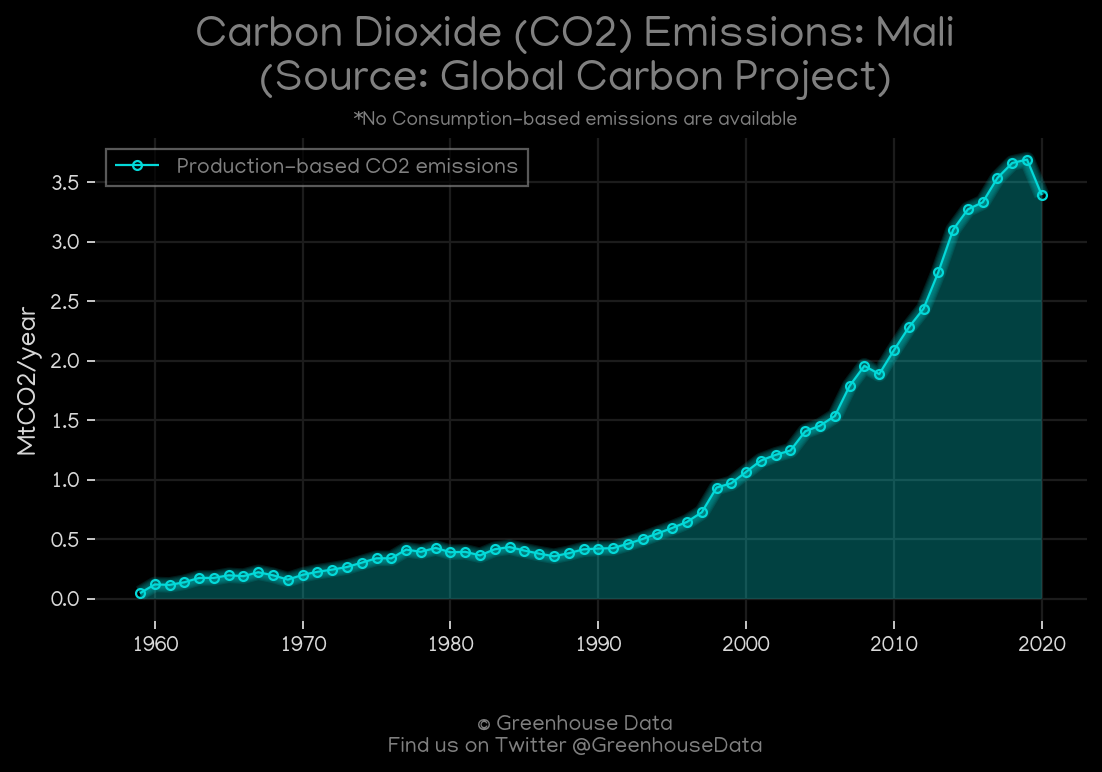 Carbon Dioxide (CO2) Emissions: Mali
(Source: Global Carbon Project)
*No Consumption-based emissions are available
Production-based CO2 emissions
MtCO2/year
3.5
3.0
2.5
2.0
1.5
1.0
0.5
0.0
1960 1970 1980 1990 2000 2010 2020
© Greenhouse Data
Find us on Twitter @GreenhouseData